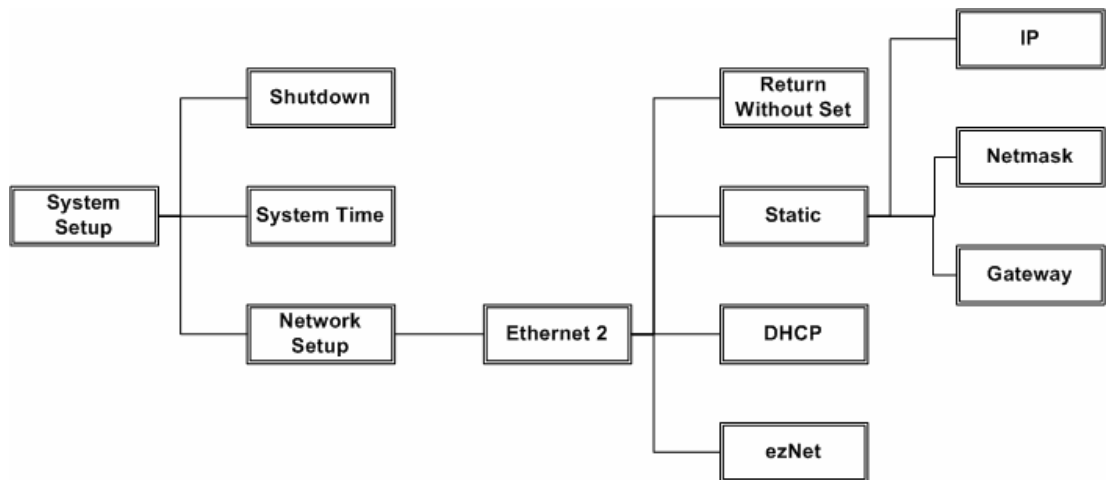 System
Setup
Shutdown
System Time
Network
Setup
Ethernet 2
Return
Without Set
Static
DHCP
ezNet
IP
Netmask
Gateway